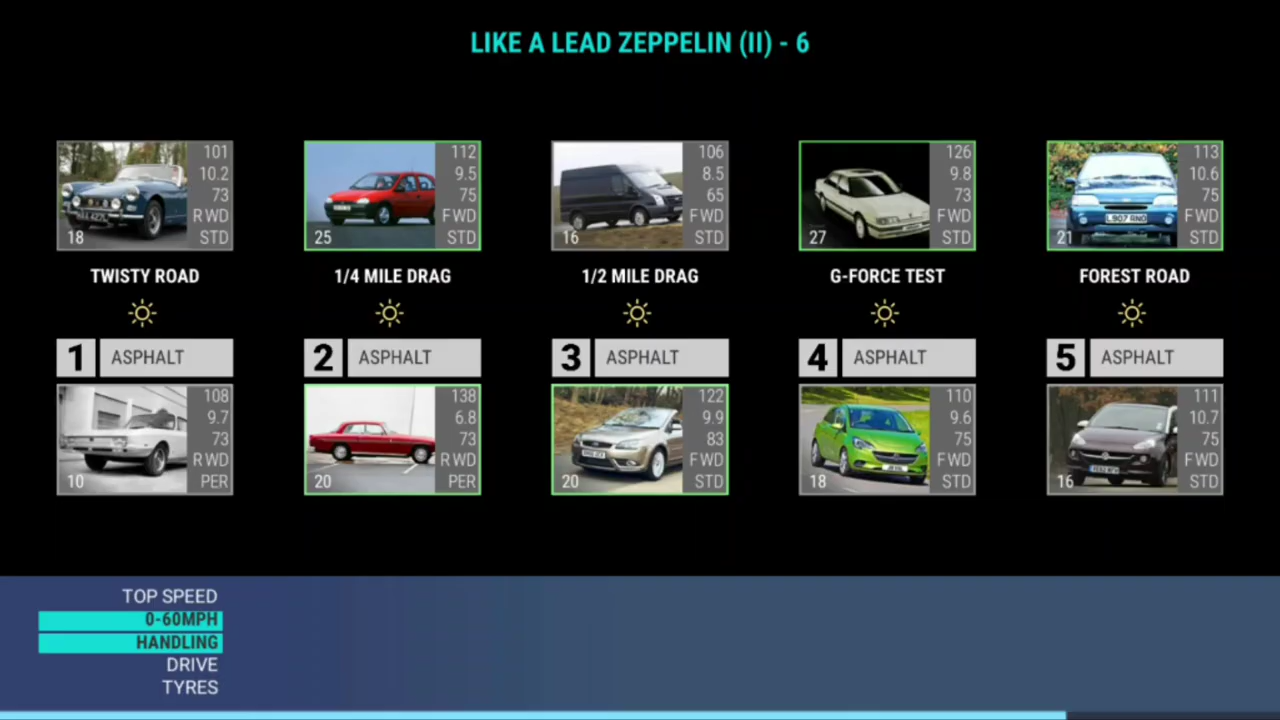 LIKE A LEAD ZEPPELIN (II) - 6
101
10.2
73
RWD
18 STD
112
9.5
75
FWD
25 STD
106
8.5
65
FWD
16 STD
126
9.8
73
FWD
27 STD
113
10.6
75
FWD
L907 RNO
21 STD
TWISTY ROAD
1/4 MILE DRAG
1/2 MILE DRAG
G-FORCE TEST
FOREST ROAD
1 ASPHALT
2 ASPHALT
3 ASPHALT
4 ASPHALT
5 ASPHALT
108
9.7
73
RWD
10 PER
138
6.8
73
RWD
20 PER
122
9.9
83
FWD
20 STD
110
9.6
75
FWD
18 STD
111
10.7
75
FWD
16 STD
TOP SPEED
0-60MPH
HANDLING
DRIVE
TYRES